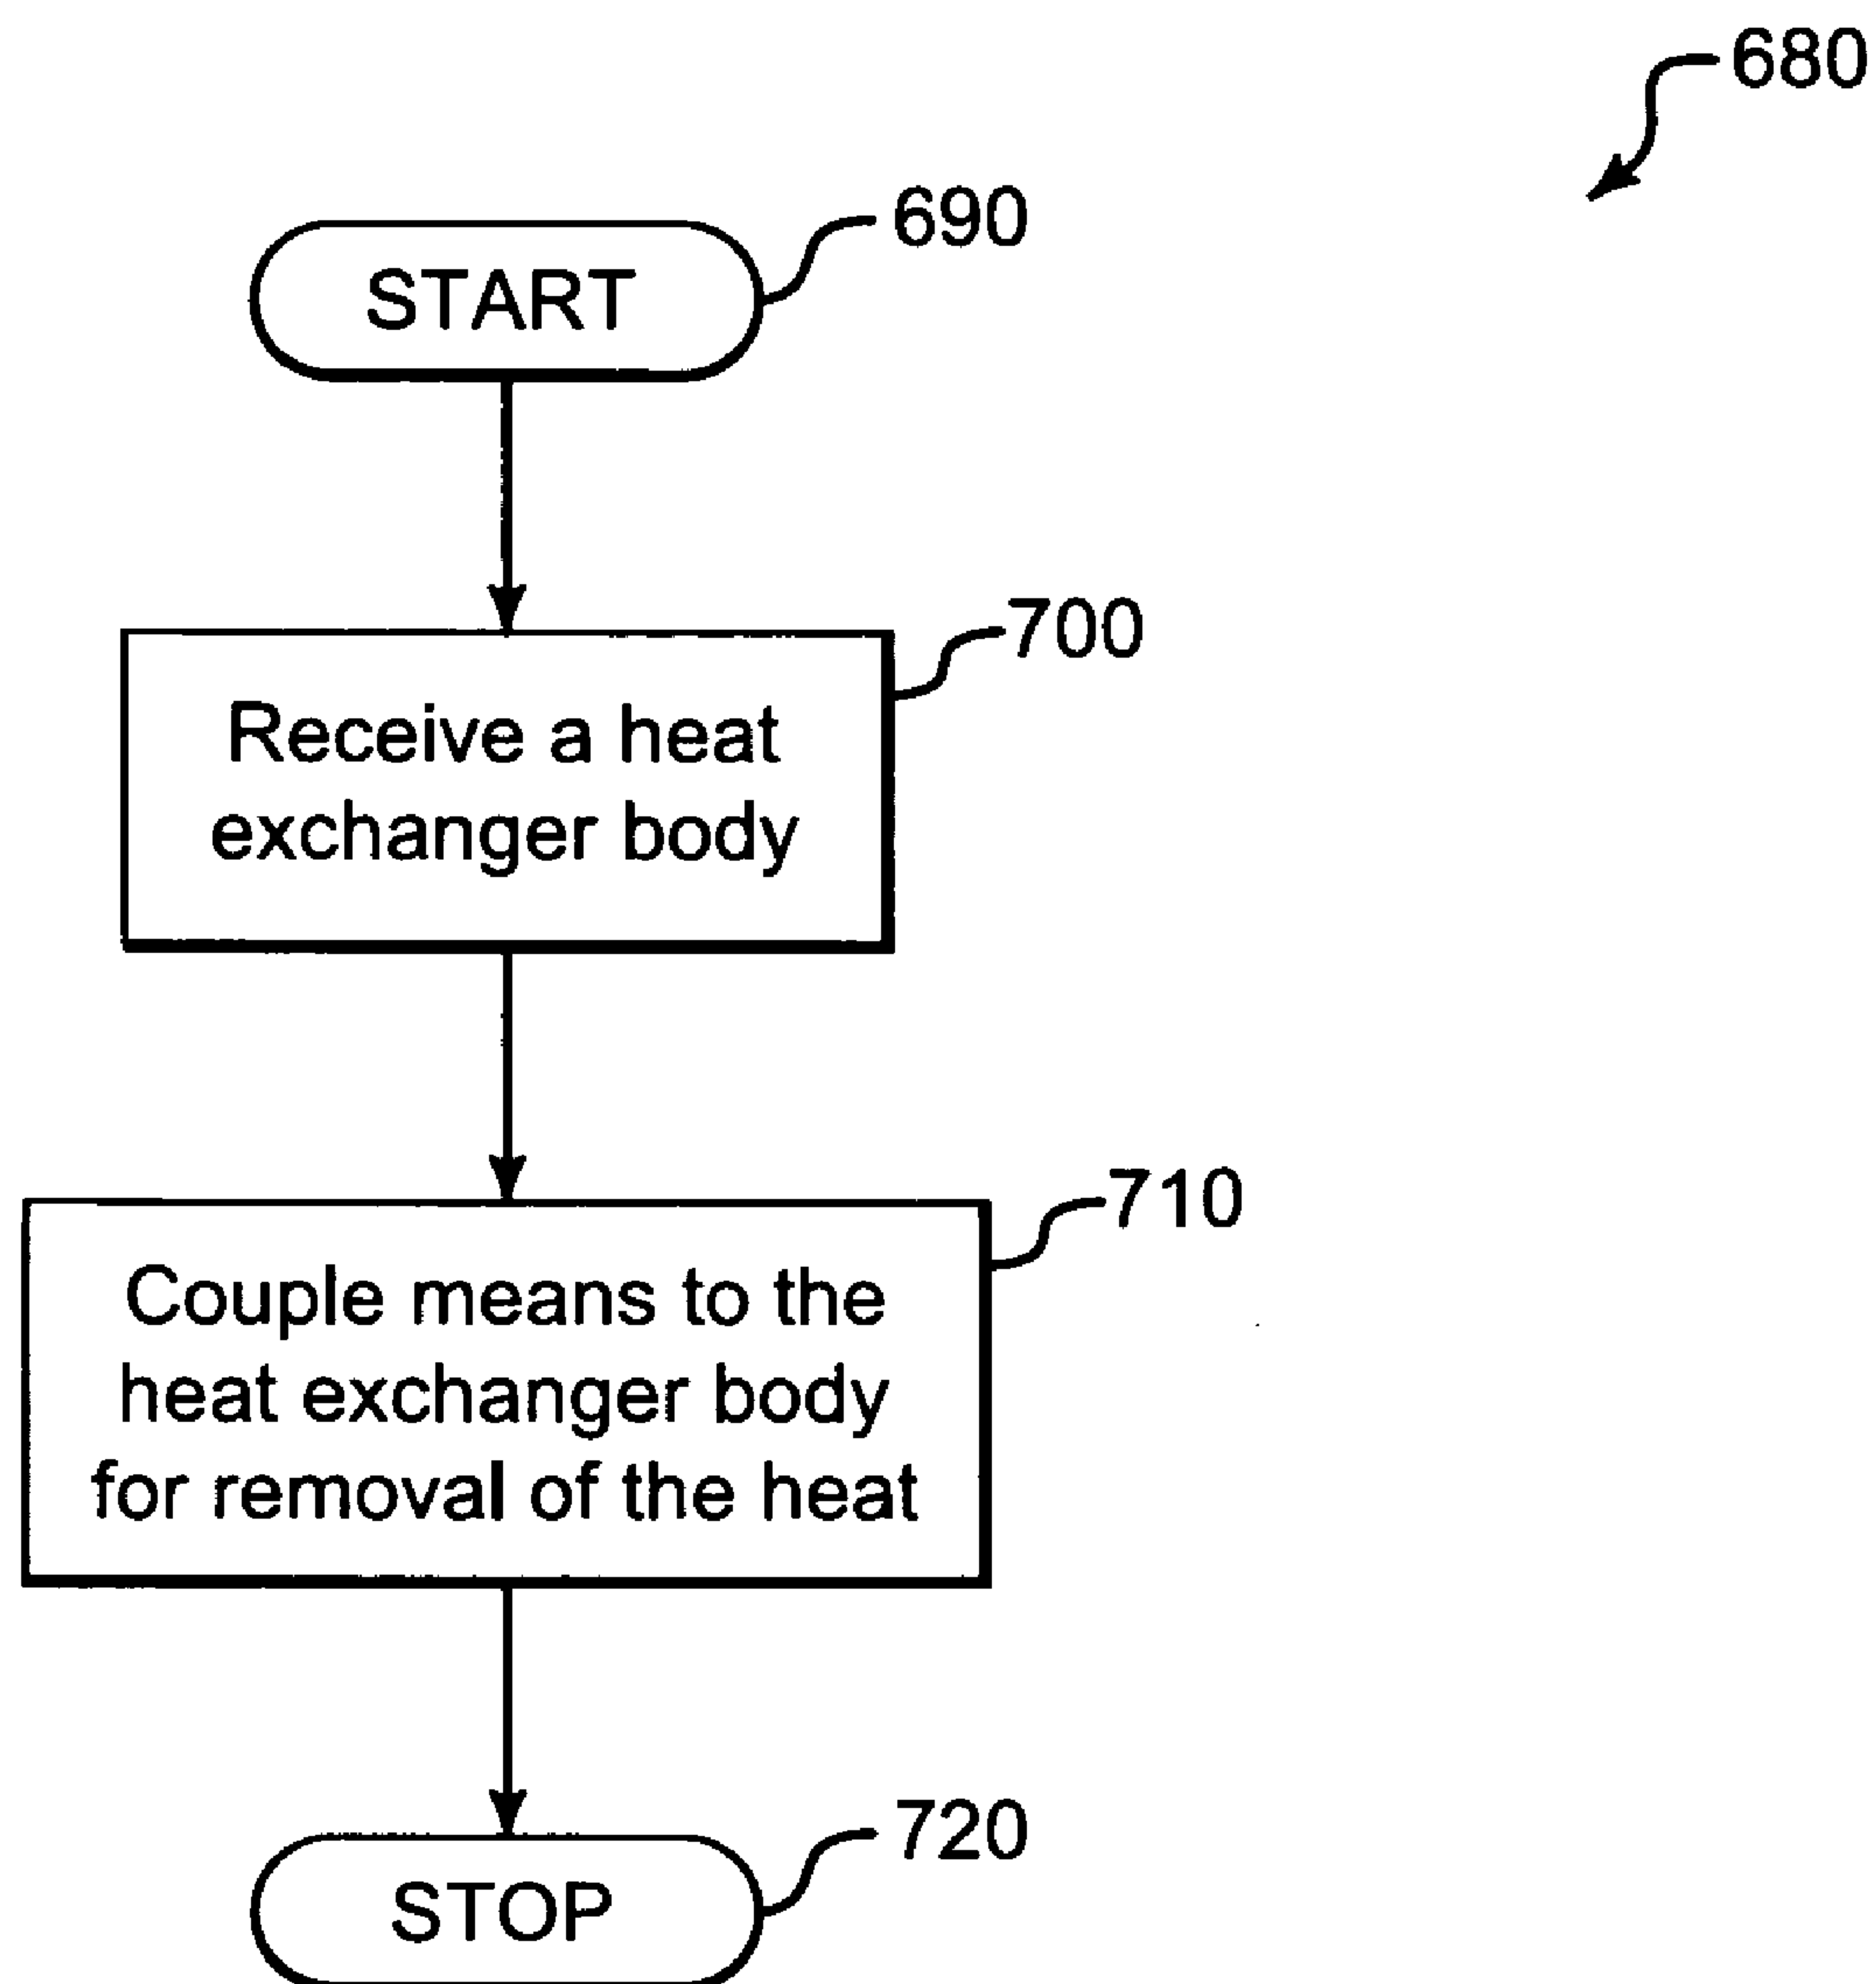 680
690
START
700
Receive a heat
exchanger body
710
Couple means to the
heat exchanger body
for removal of the heat
720
STOP